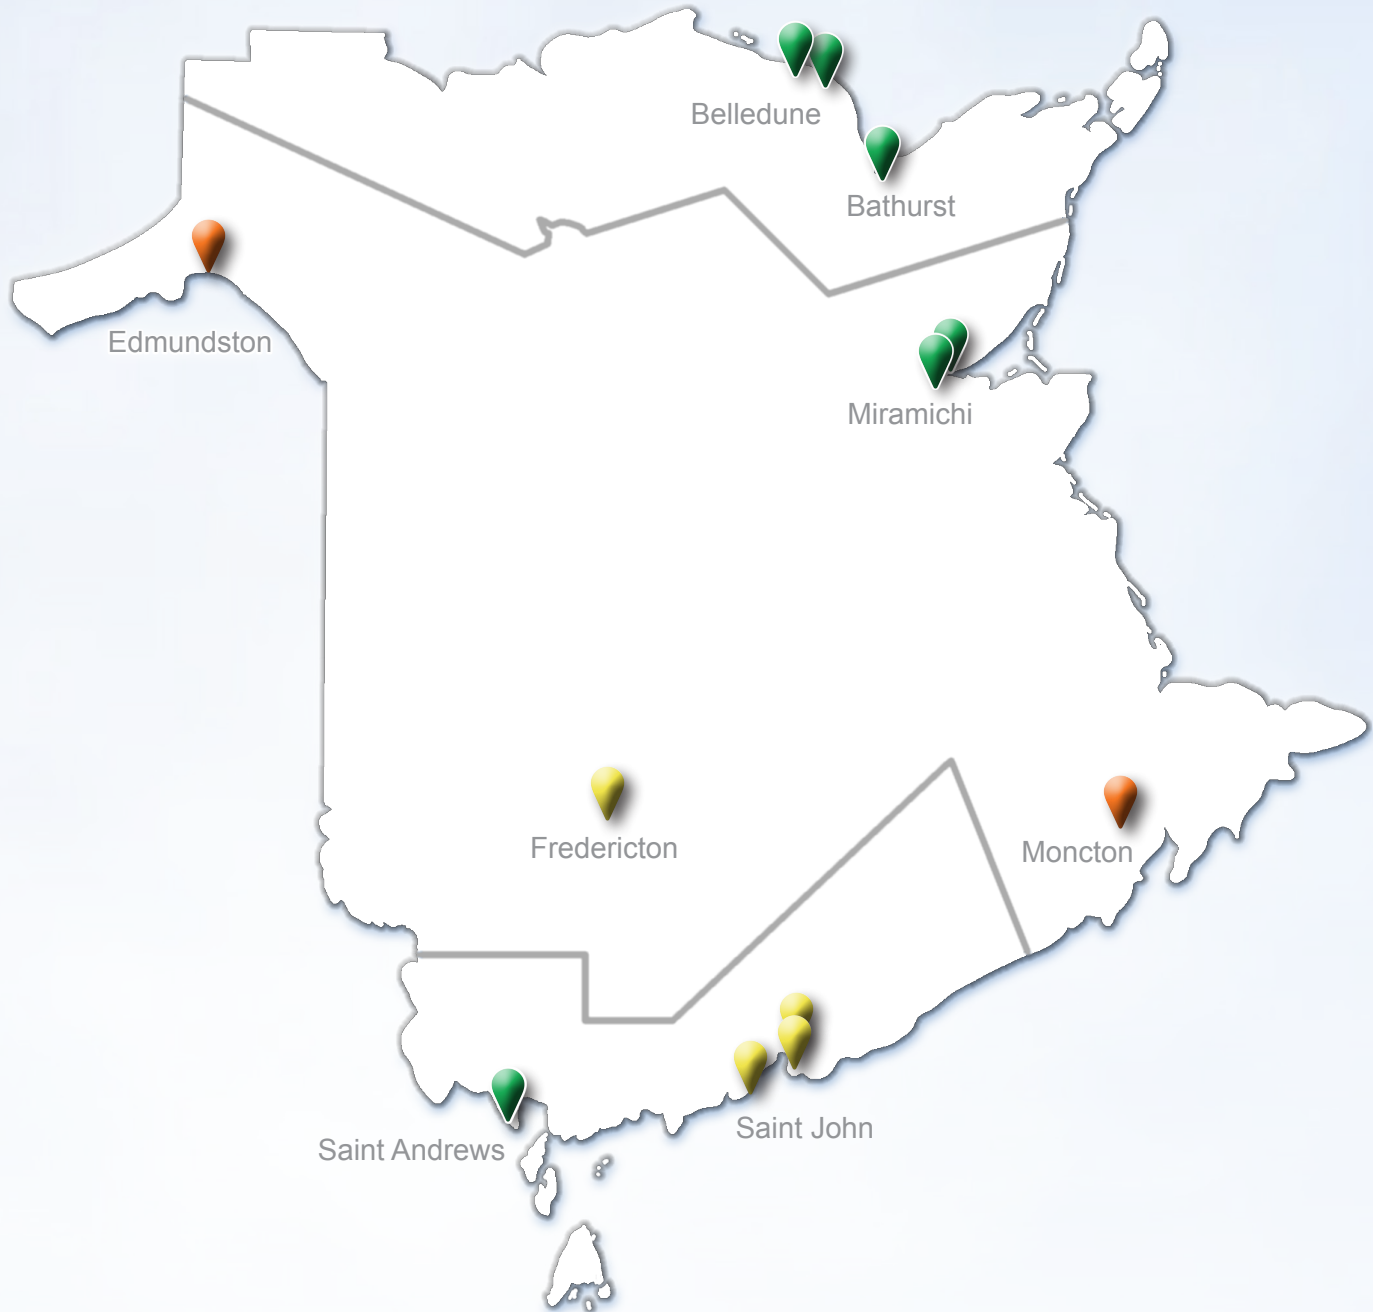 Belledune
Bathurst
Edmundston
Miramichi
Fredericton
Moncton
Saint John
Saint Andrews